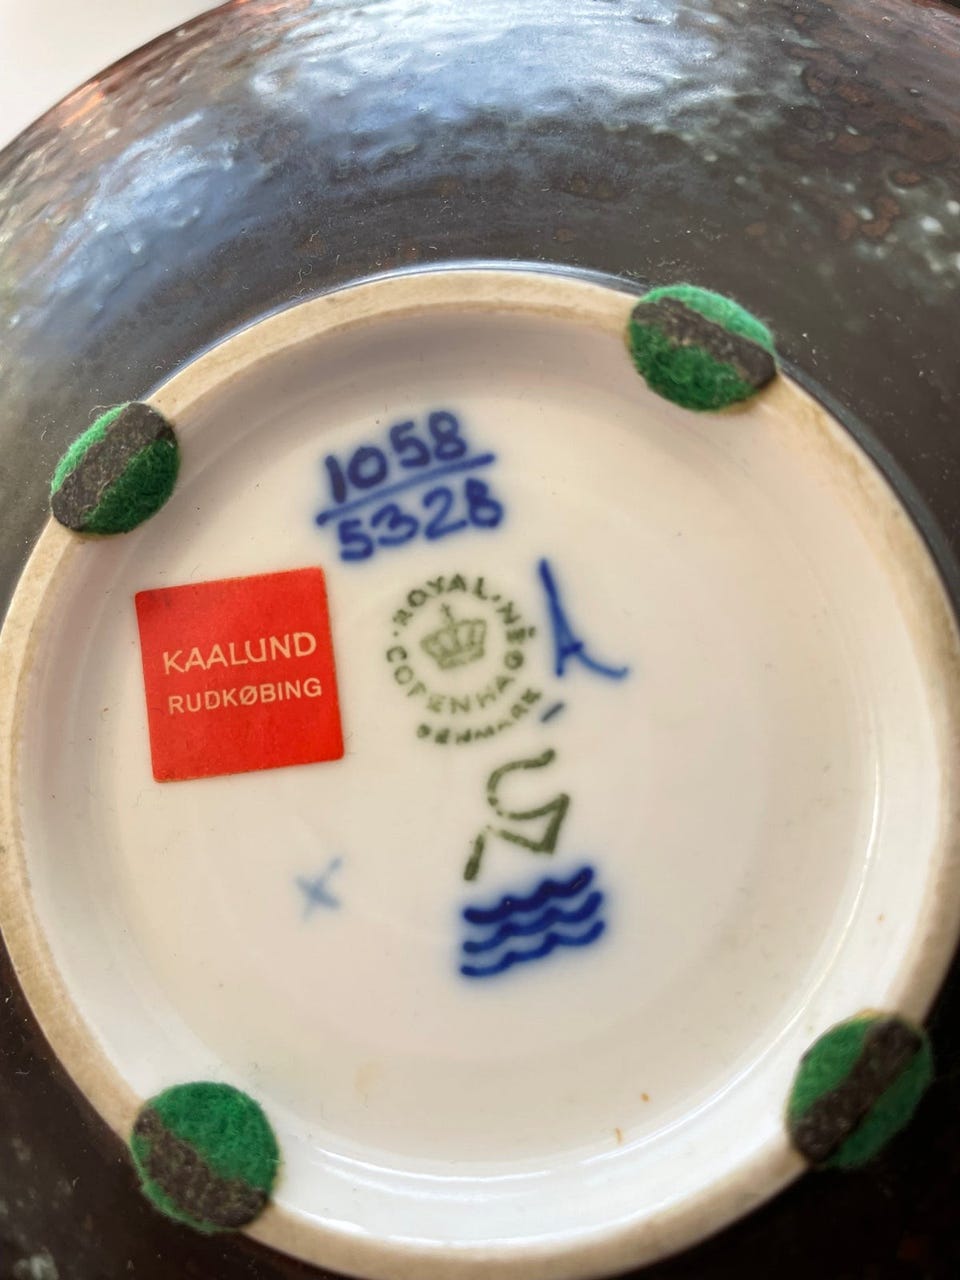 1058
5328
KAALUND
RUDKØBING
ROYAL
COPENHAGEN
DENMARK